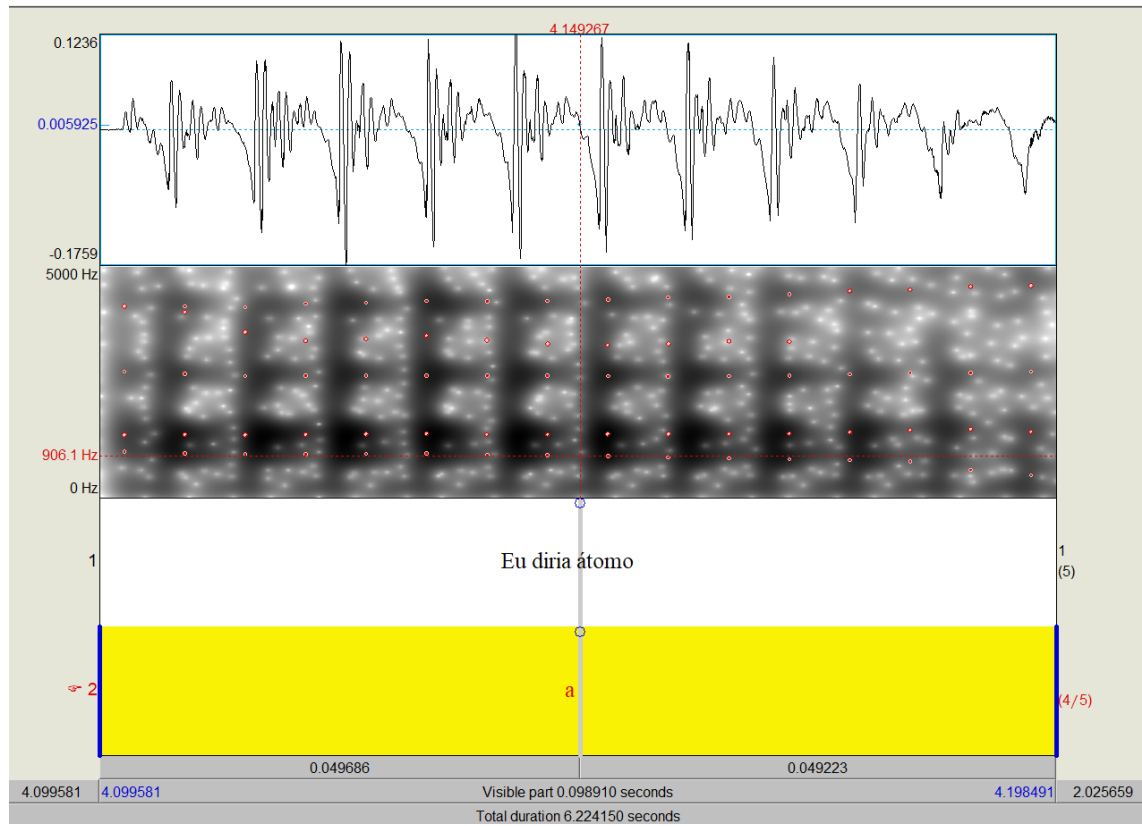 4.149267
0.1236
0.005925
-0.1759
5000 Hz
906.1 Hz
0 Hz
1 Eu diria átomo 1
(5)
2 a (4/5)
0.049686 0.049223
4.099581 4.099581 Visible part 0.098910 seconds 4.198491 2.025659
Total duration 6.224150 seconds